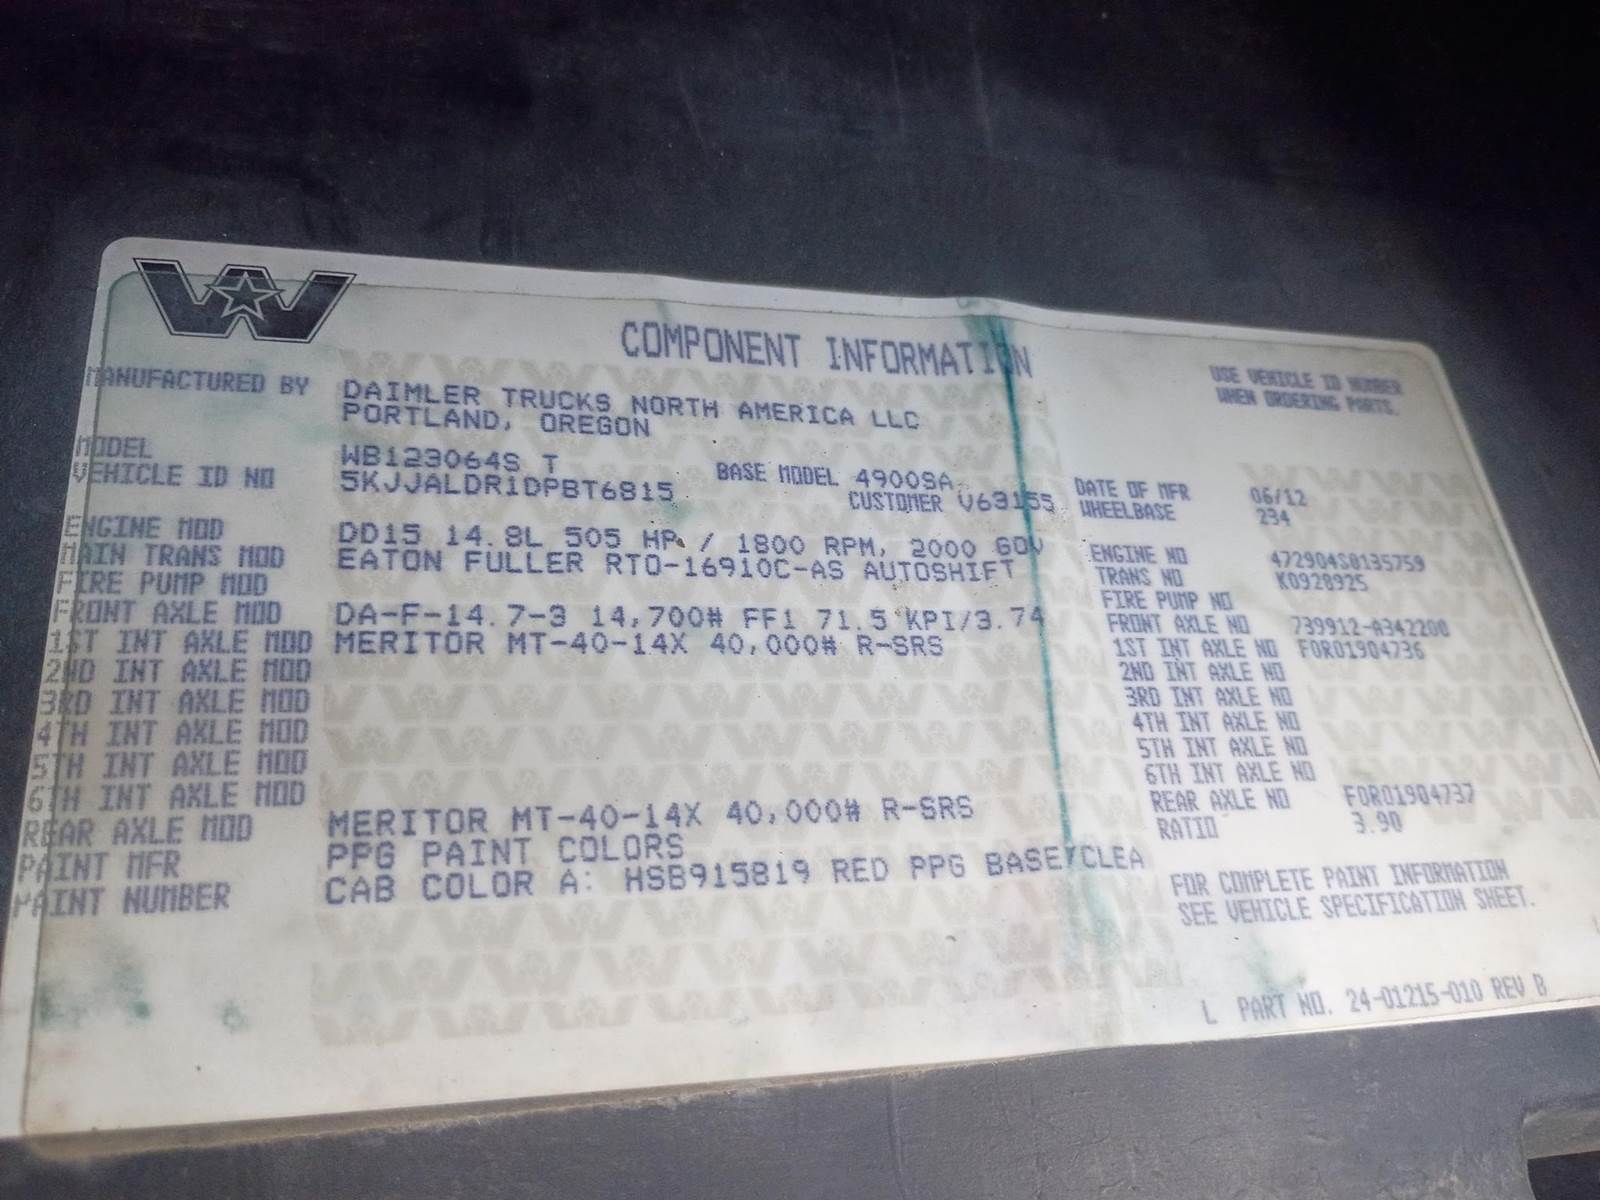 COMPONENT INFORMATION
USE VEHICLE ID NUMBER
WHEN ORDERING PARTS.
MANUFACTURED BY DAIMLER TRUCKS NORTH AMERICA LLC
PORTLAND, OREGON
MODEL WB123064S T BASE MODEL 4900SA
VEHICLE ID NO 5KJJALDR1DPBT6815 CUSTOMER V63155
DATE OF MFR 06/12
WHEELBASE 234
ENGINE MOD DD15 14.8L 505 HP / 1800 RPM, 2000 GOV ENGINE NO 472904S0135759
MAIN TRANS MOD EATON FULLER RTO-16910C-AS AUTOSHIFT TRANS NO K0928925
FIRE PUMP MOD FIRE PUMP NO
FRONT AXLE MOD DA-F-14.7-3 14,700# FF1 71.5 KPI/3.74 FRONT AXLE NO 739912-A342200
1ST INT AXLE MOD MERITOR MT-40-14X 40,000# R-SRS 1ST INT AXLE NO FOR01904736
2ND INT AXLE MOD 2ND INT AXLE NO
3RD INT AXLE MOD 3RD INT AXLE NO
4TH INT AXLE MOD 4TH INT AXLE NO
5TH INT AXLE MOD 5TH INT AXLE NO
6TH INT AXLE MOD 6TH INT AXLE NO
REAR AXLE MOD MERITOR MT-40-14X 40,000# R-SRS REAR AXLE NO FOR01904737
PAINT MFR PPG PAINT COLORS RATIO 3.90
PAINT NUMBER CAB COLOR A: HSB915819 RED PPG BASE/CLEA
FOR COMPLETE PAINT INFORMATION
SEE VEHICLE SPECIFICATION SHEET.
L PART NO. 24-01215-010 REV B